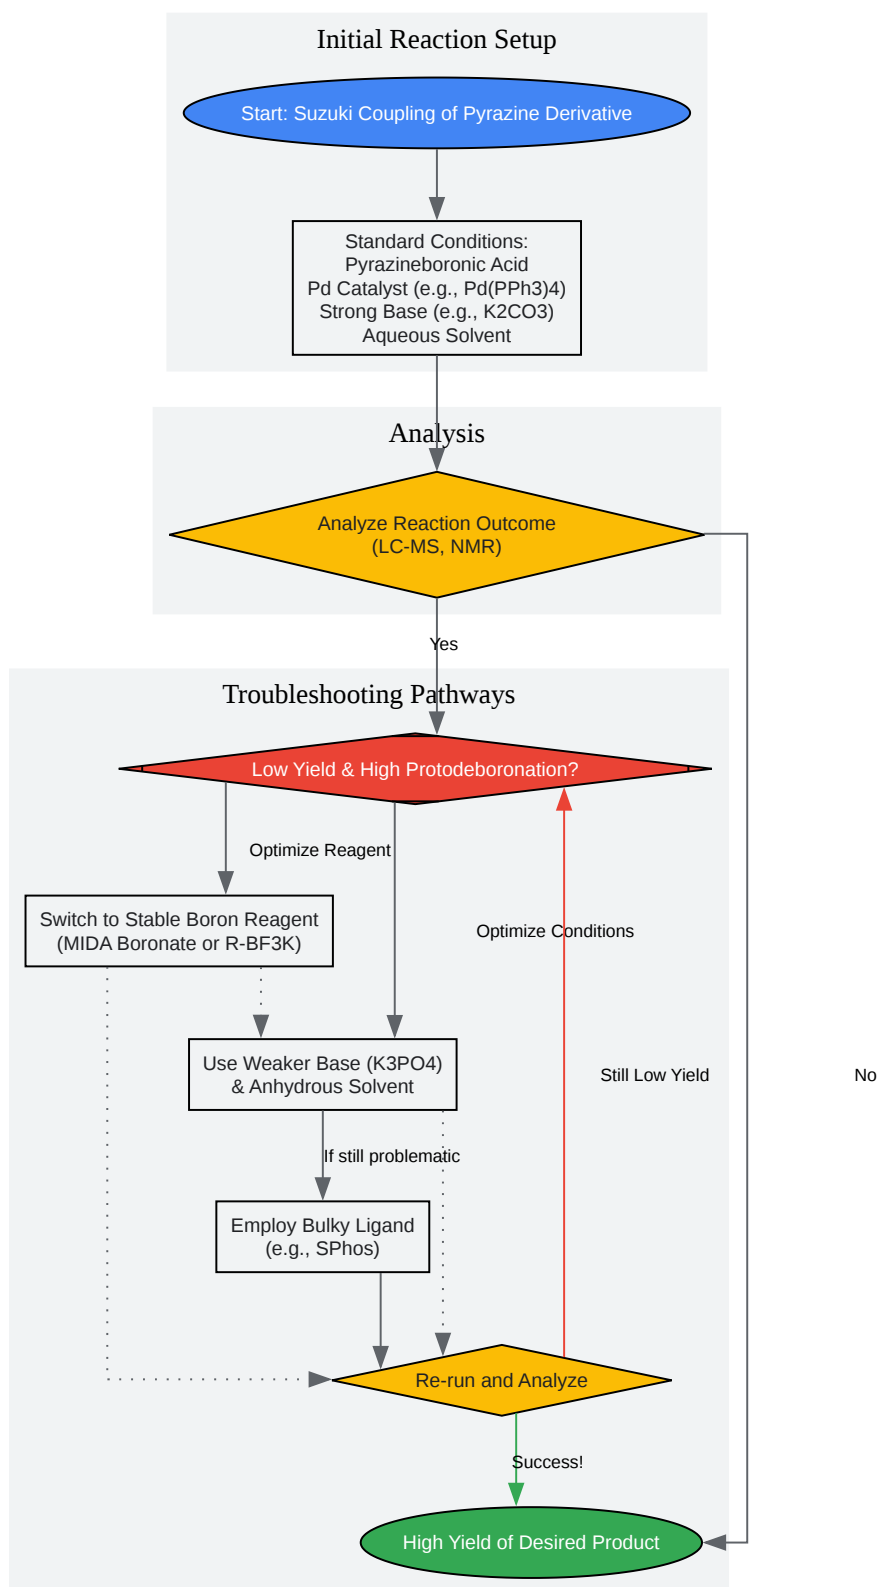 Initial Reaction Setup
Start: Suzuki Coupling of Pyrazine Derivative
Standard Conditions:
Pyrazineboronic Acid
Pd Catalyst (e.g., Pd(PPh3)4)
Strong Base (e.g., K2CO3)
Aqueous Solvent
Analysis
Analyze Reaction Outcome
(LC-MS, NMR)
Yes
Troubleshooting Pathways
Low Yield & High Protodeboronation?
Optimize Reagent
Switch to Stable Boron Reagent
(MIDA Boronate or R-BF3K)
Optimize Conditions
Use Weaker Base (K3PO4)
& Anhydrous Solvent
Still Low Yield
No
If still problematic
Employ Bulky Ligand
(e.g., SPhos)
Re-run and Analyze
Success!
High Yield of Desired Product